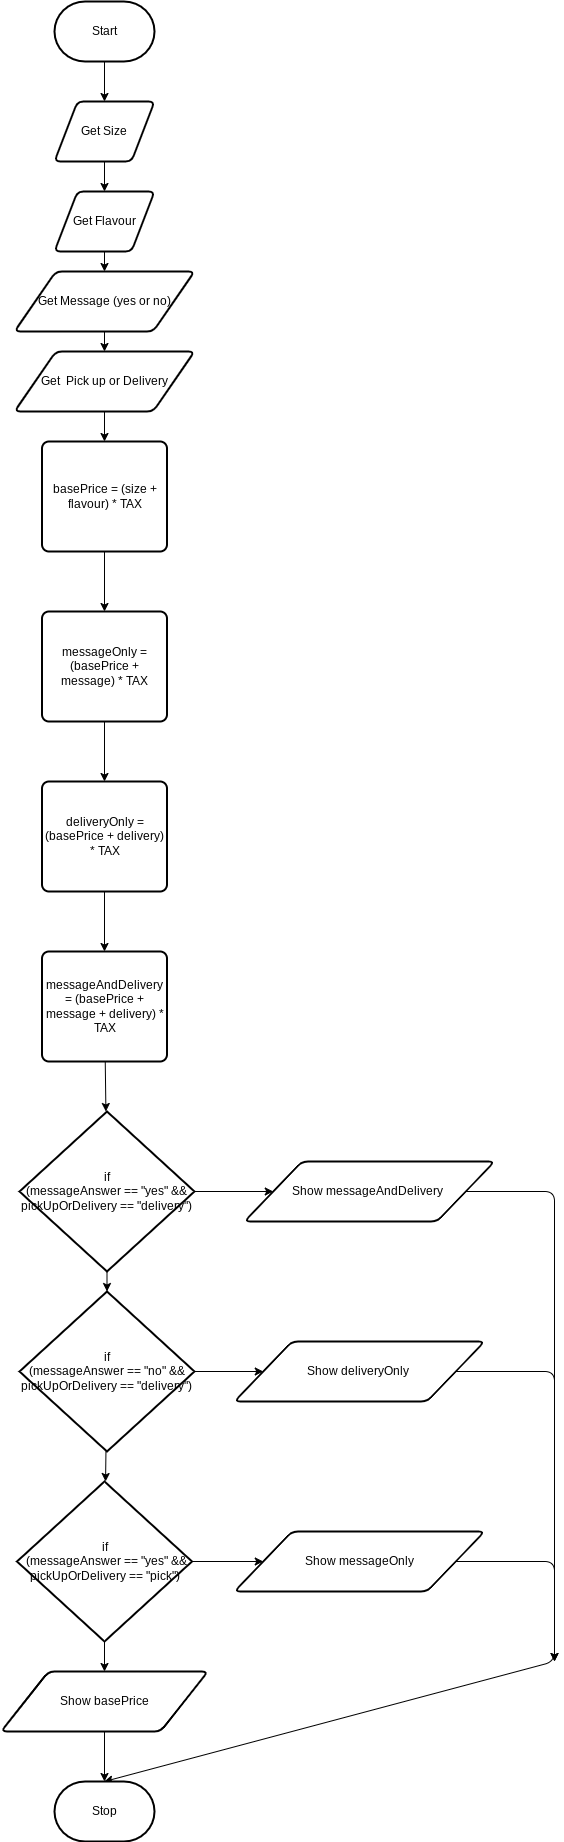 Start
Get Size
Get Flavour
Get Message (yes or no)
Get  Pick up or Delivery
basePrice = (size +
flavour) * TAX
messageOnly =
(basePrice +
message) * TAX
deliveryOnly =
(basePrice + delivery)
* TAX
messageAndDelivery
= (basePrice +
message + delivery) *
TAX
if
(messageAnswer == "yes" &&
pickUpOrDelivery == "delivery")
Show messageAndDelivery
if
(messageAnswer == "no" &&
pickUpOrDelivery == "delivery")
Show deliveryOnly
if
(messageAnswer == "yes" &&
pickUpOrDelivery == "pick")
Show messageOnly
Show basePrice
Stop